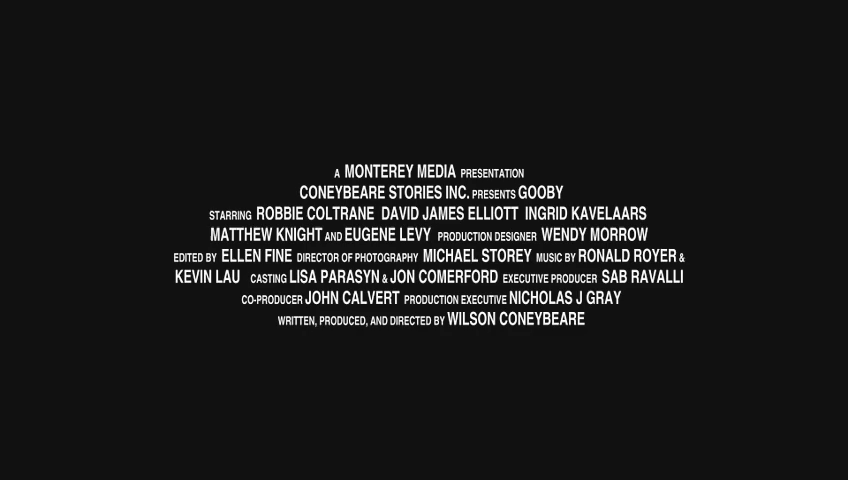 A MONTEREY MEDIA PRESENTATION
CONEYBEARE STORIES INC. PRESENTS GOOBY
STARRING ROBBIE COLTRANE DAVID JAMES ELLIOTT INGRID KAVELAARS
MATTHEW KNIGHT AND EUGENE LEVY PRODUCTION DESIGNER WENDY MORROW
EDITED BY ELLEN FINE DIRECTOR OF PHOTOGRAPHY MICHAEL STOREY MUSIC BY RONALD ROYER &
KEVIN LAU CASTING LISA PARASYN & JON COMERFORD EXECUTIVE PRODUCER SAB RAVALLI
CO-PRODUCER JOHN CALVERT PRODUCTION EXECUTIVE NICHOLAS J GRAY
WRITTEN, PRODUCED, AND DIRECTED BY WILSON CONEYBEARE